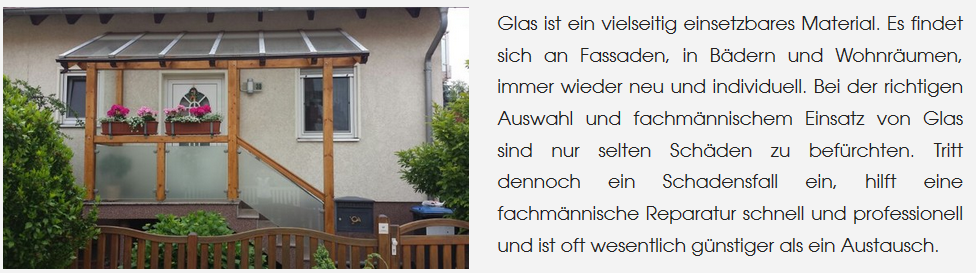 Glas ist ein vielseitig einsetzbares Material. Es findet
sich an Fassaden, in Bädern und Wohnräumen,
immer wieder neu und individuell. Bei der richtigen
Auswahl und fachmännischem Einsatz von Glas
sind nur selten Schäden zu befürchten. Tritt
dennoch ein Schadensfall ein, hilft eine
fachmännische Reparatur schnell und professionell
und ist oft wesentlich günstiger als ein Austausch.